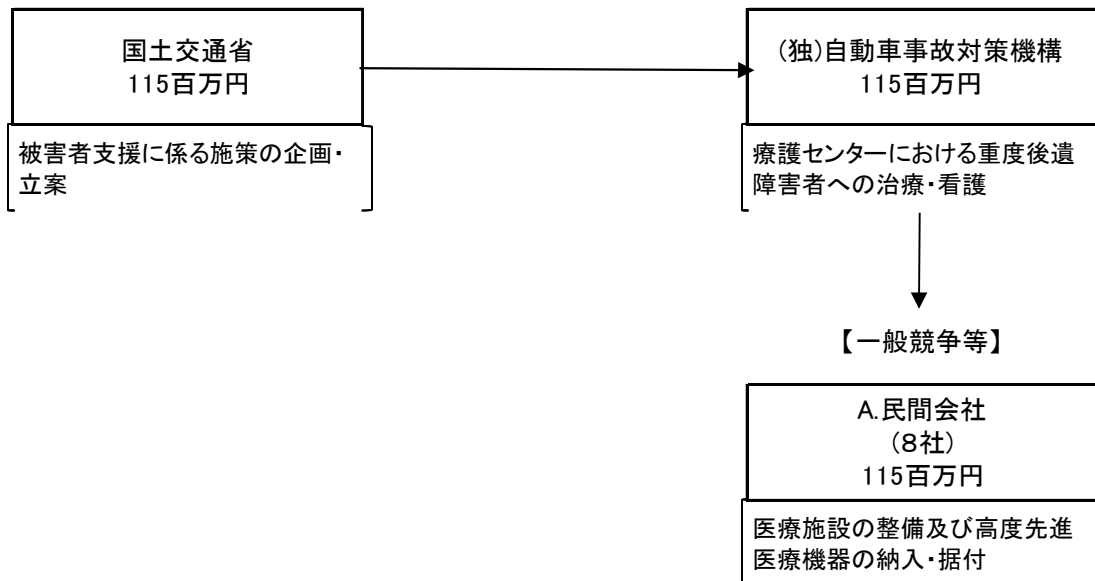 国土交通省
115百万円
被害者支援に係る施策の企画・
立案
(独)自動車事故対策機構
115百万円
療護センターにおける重度後遺
障害者への治療・看護
【一般競争等】
A.民間会社
(８社)
115百万円
医療施設の整備及び高度先進
医療機器の納入・据付